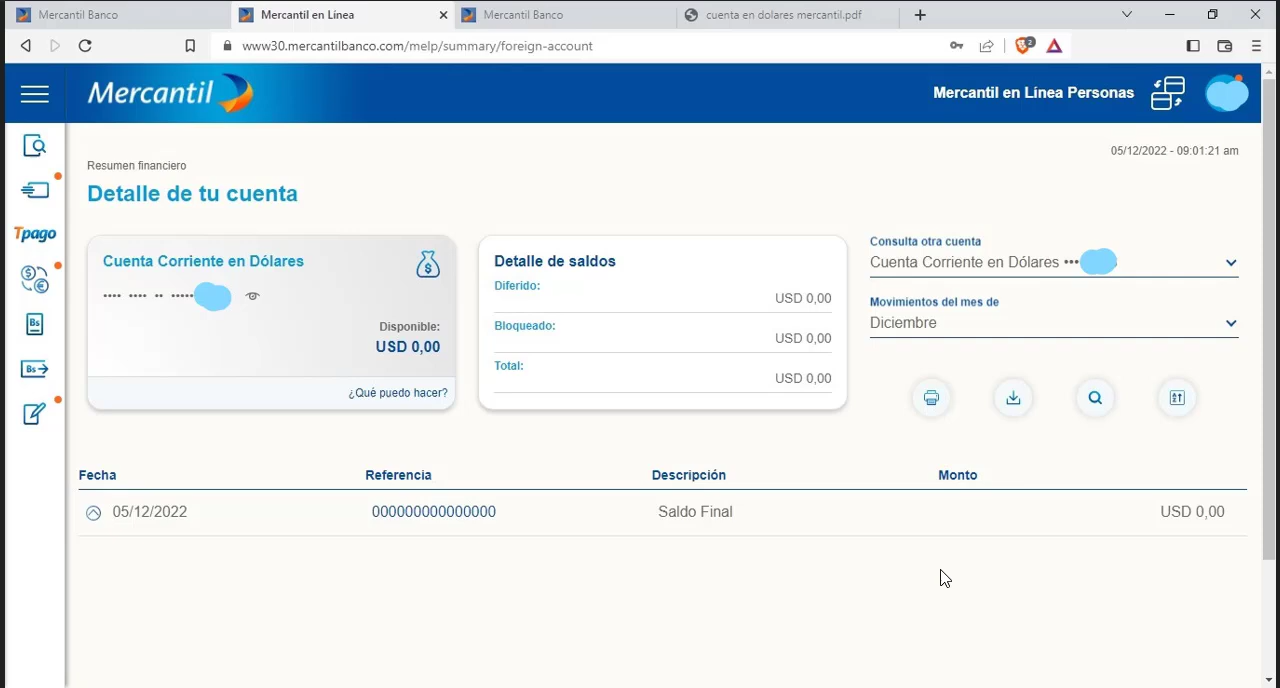 Mercantil Banco
Mercantil en Línea
Mercantil Banco
cuenta en dolares mercantil.pdf
www30.mercantilbanco.com/melp/summary/foreign-account
2
Mercantil
Mercantil en Línea Personas
05/12/2022 - 09:01:21 am
Resumen financiero
Detalle de tu cuenta
Tpago
Bs
Bs
Cuenta Corriente en Dólares
$
•••• •••• •• •••••
Disponible:
USD 0,00
¿Qué puedo hacer?
Detalle de saldos
Diferido:
USD 0,00
Bloqueado:
USD 0,00
Total:
USD 0,00
Consulta otra cuenta
Cuenta Corriente en Dólares •••
Movimientos del mes de
Diciembre
Fecha Referencia Descripción Monto
05/12/2022 000000000000000 Saldo Final USD 0,00